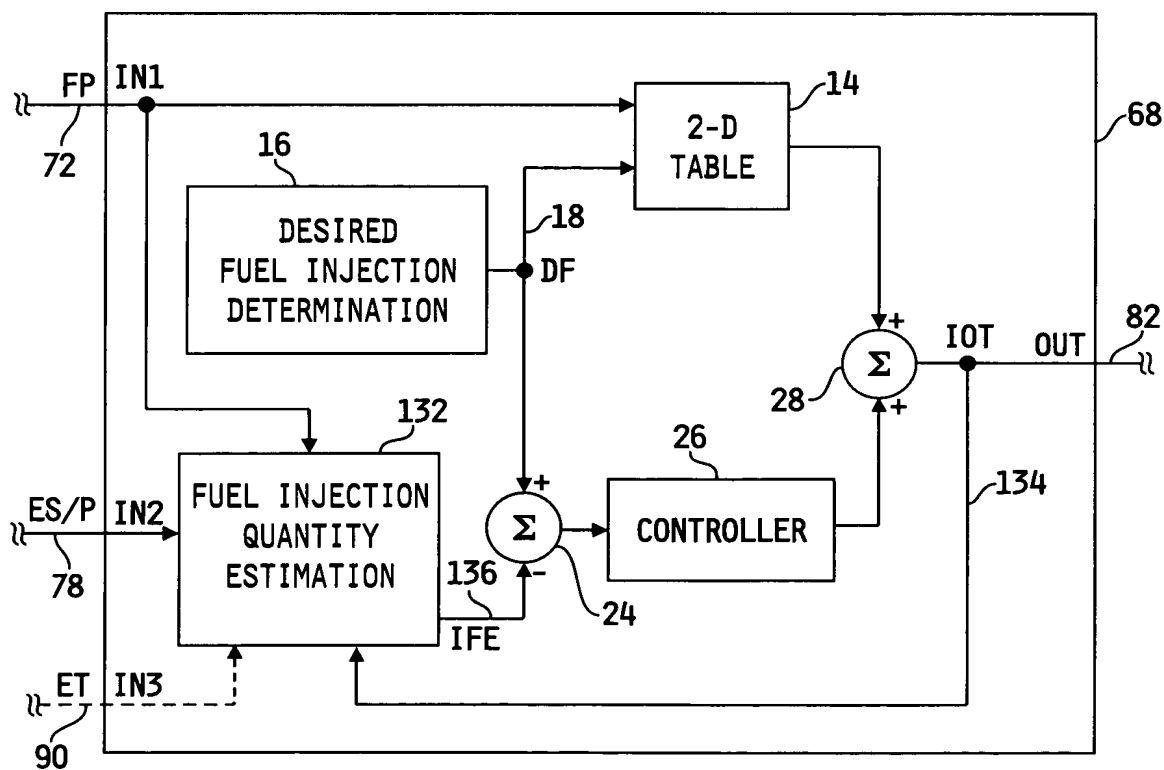 FP
IN1
72
16
DESIRED
FUEL INJECTION
DETERMINATION
18
DF
2-D
TABLE
14
68
+
Σ
+
28
IOT
OUT
82
132
FUEL INJECTION
QUANTITY
ESTIMATION
ES/P
IN2
78
+
Σ
-
24
26
CONTROLLER
134
136
IFE
ET
IN3
90